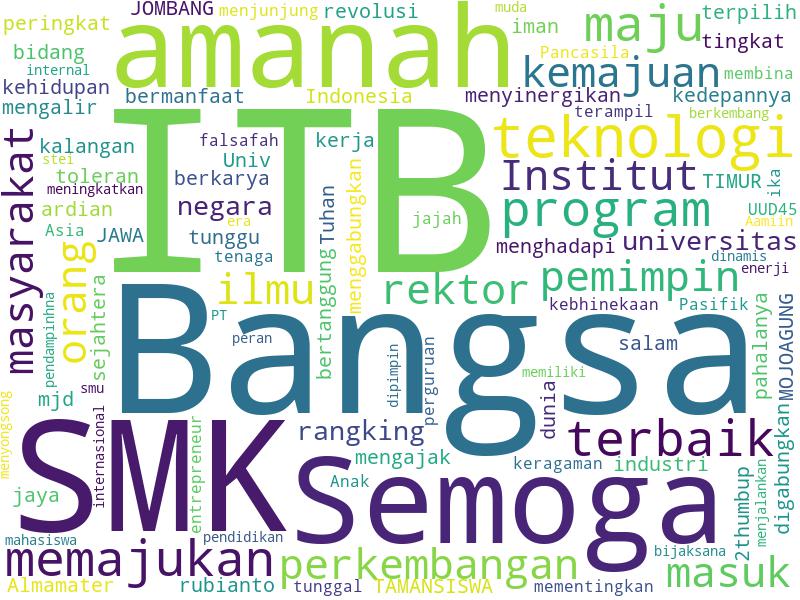 JOMBANG menjunjung revolusi muda terpilih
peringkat amanah iman maju tingkat
bidang Pancasila
internal kemajuan membina
kehidupan bermanfaat Indonesia menyinergikan kedepannya
mengalir terampil berkembang
masyarakat kalangan falsafah kerja teknologi
stei Univ
toleran ITB Institut TIMUR ika
meningkatkan berkarya menggabungkan
ardian negara Tuhan jajah program UUD45
Asia era Aamiin
JAWA tunggu menghadapi universitas
orang tenaga dinamis
sejahtera ilmu bertanggung rektor pemimpin enerji
pendampinhna PT kebhinekaan Pasifik pahalanya MOJOAGUNG
Bangsa peran salam
dipimpin perguruan memiliki
mjd smu dunia
menyongsong internasional entrepreneur rangking terbaik
SMK mengajak keragaman industri digabungkan
Anak Semoga 2thumbup menjalankan
jaya
mahasiswa pendidikan bijaksana
memajukan perkembangan masuk
Almamater rubianto tunggal TAMANSISWA mementingkan